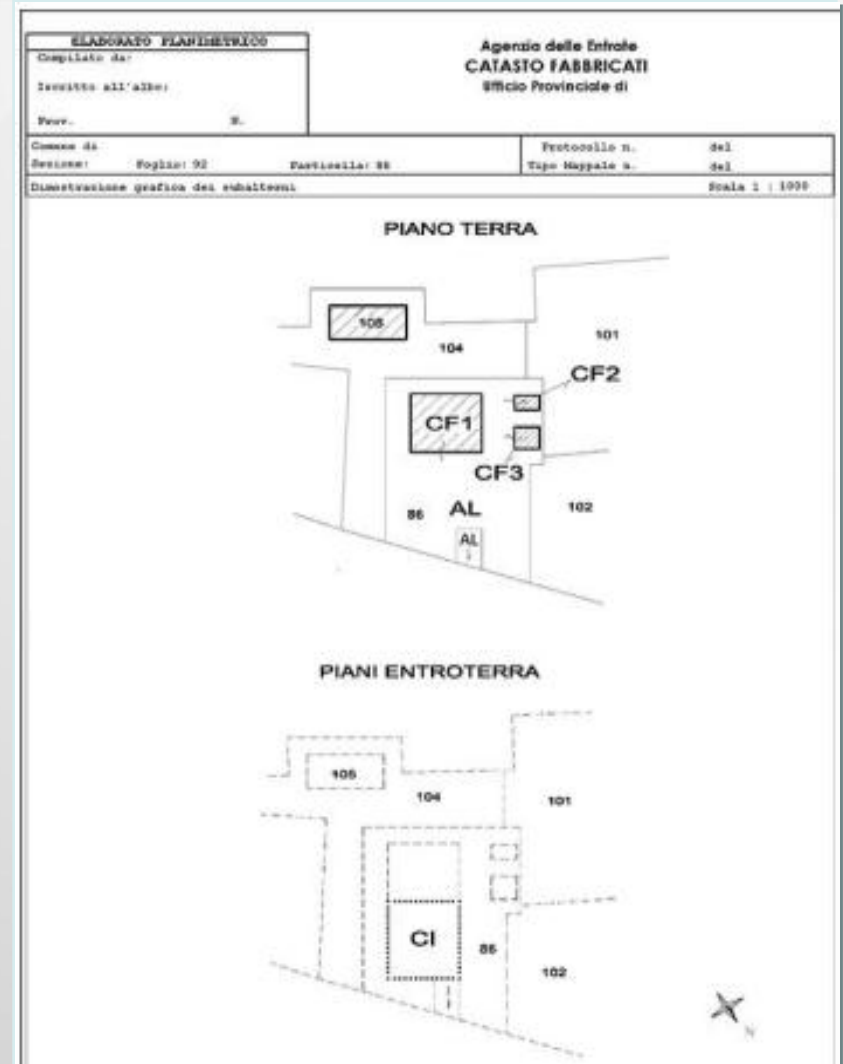 ELABORATO PLANIMETRICO
Compilato da:
Iscritto all'albo:
Prov. N.
Agenzia delle Entrate
CATASTO FABBRICATI
Ufficio Provinciale di
Comune di
Sezione: Foglio: 92 Particella: 86
Protocollo n. del
Tipo Mappale n. del
Dimostrazione grafica dei subalterni Scala 1 : 1000
PIANO TERRA
105
104
101
CF2
CF1
CF3
86
AL
102
AL
PIANI ENTROTERRA
105
104
101
CI
86
102
N